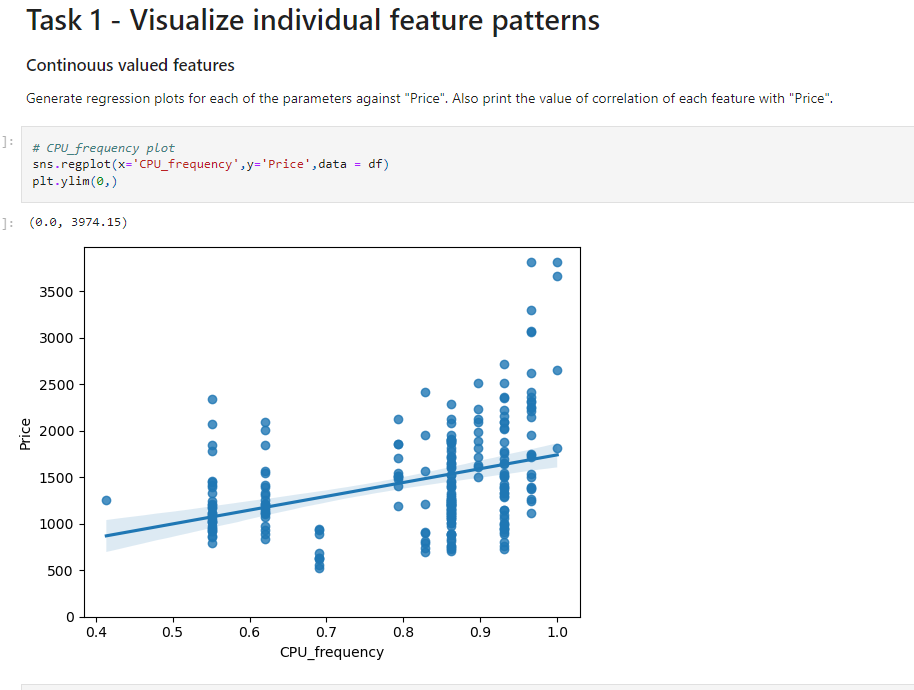 Task 1 - Visualize individual feature patterns
Continouus valued features
Generate regression plots for each of the parameters against "Price". Also print the value of correlation of each feature with "Price".
]:
# CPU_frequency plot
sns.regplot(x='CPU_frequency',y='Price',data = df)
plt.ylim(0,)
]: (0.0, 3974.15)
3500
3000
2500
2000
1500
1000
500
0
Price
0.4 0.5 0.6 0.7 0.8 0.9 1.0
CPU_frequency